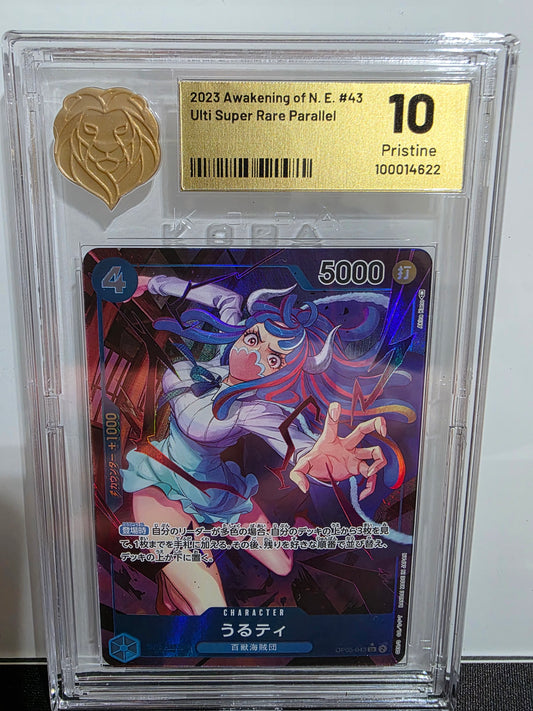 2023 Awakening of N. E. #43
Ulti Super Rare Parallel
10
Pristine
100014622
KSBA
4
5000
打
カウンター +1000
登場時 自分のリーダーが多色の場合、自分のデッキの上から3枚を見
て、1枚までを手札に加える。その後、残りを好きな順番で並び替え、
デッキの上か下に置く。
CHARACTER
うるティ
百獣海賊団
OP05-043